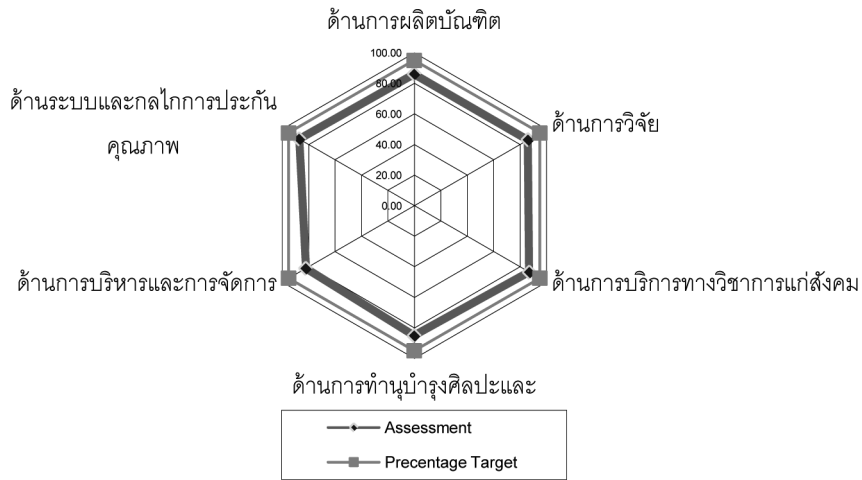 ด้านการผลิตบัณฑิต
100.00
80.00
60.00
40.00
20.00
0.00
ด้านระบบและกลไกการประกัน
คุณภาพ
ด้านการวิจัย
ด้านการบริหารและการจัดการ
ด้านการบริการทางวิชาการแก่สังคม
ด้านการทำนุบำรุงศิลปะและ
Assessment
Precentage Target